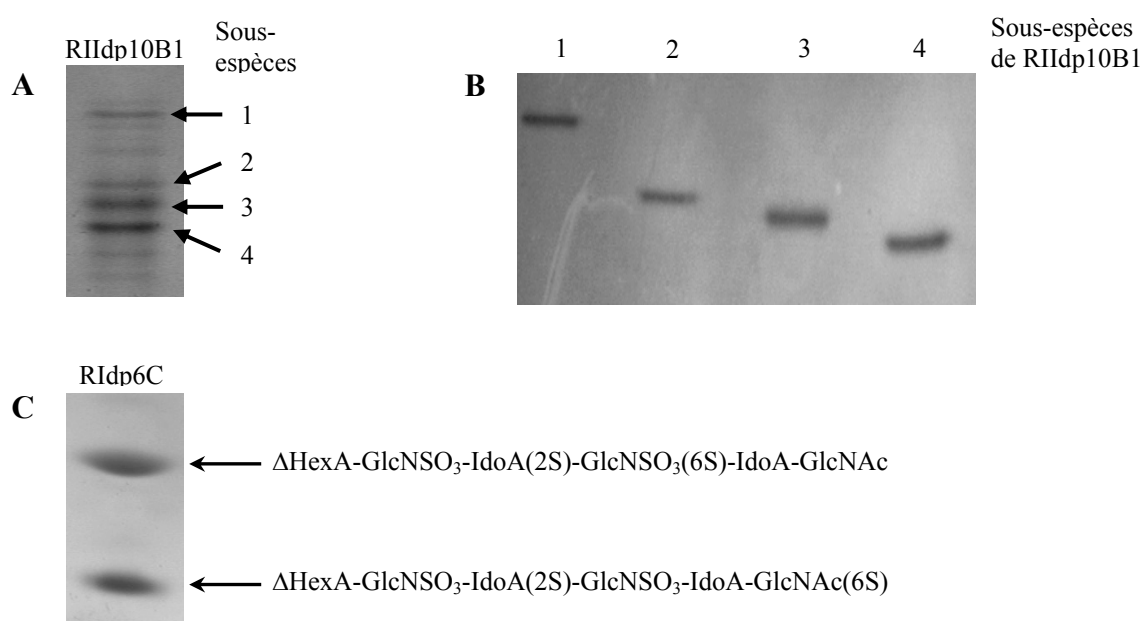 RIIdp10B1
Sous-
espèces
A
1
2
3
4
B
1 2 3 4
Sous-espèces
de RIIdp10B1
RIdp6C
C
ΔHexA-GlcNSO₃-IdoA(2S)-GlcNSO₃(6S)-IdoA-GlcNAc
ΔHexA-GlcNSO₃-IdoA(2S)-GlcNSO₃-IdoA-GlcNAc(6S)